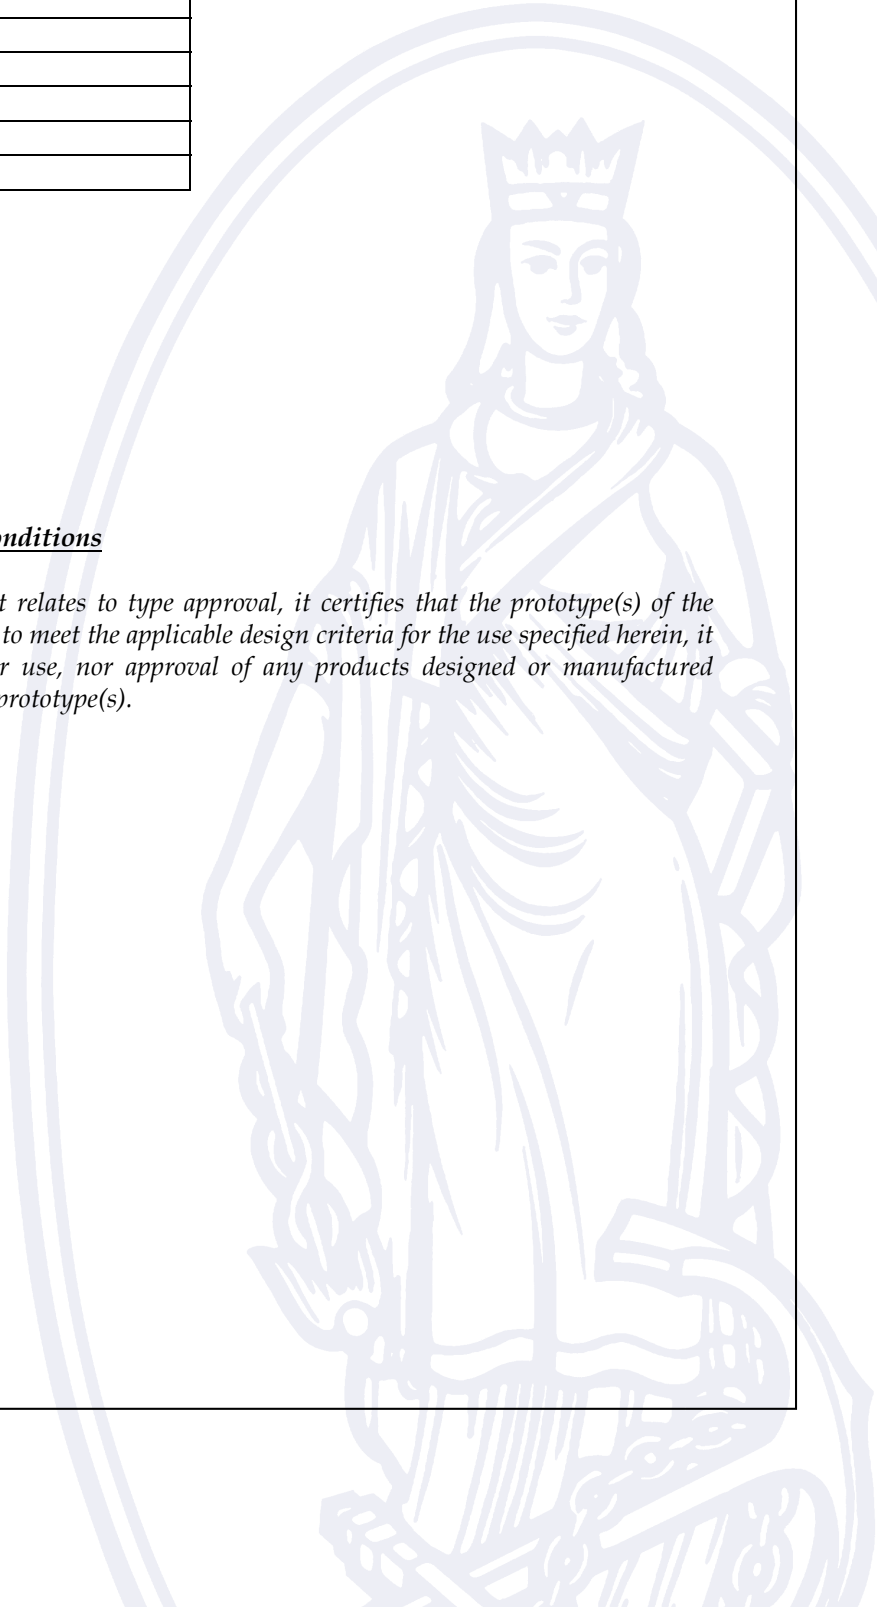 onditions
t relates to type approval, it certifies that the prototype(s) of the
to meet the applicable design criteria for the use specified herein, it
r use, nor approval of any products designed or manufactured
prototype(s).